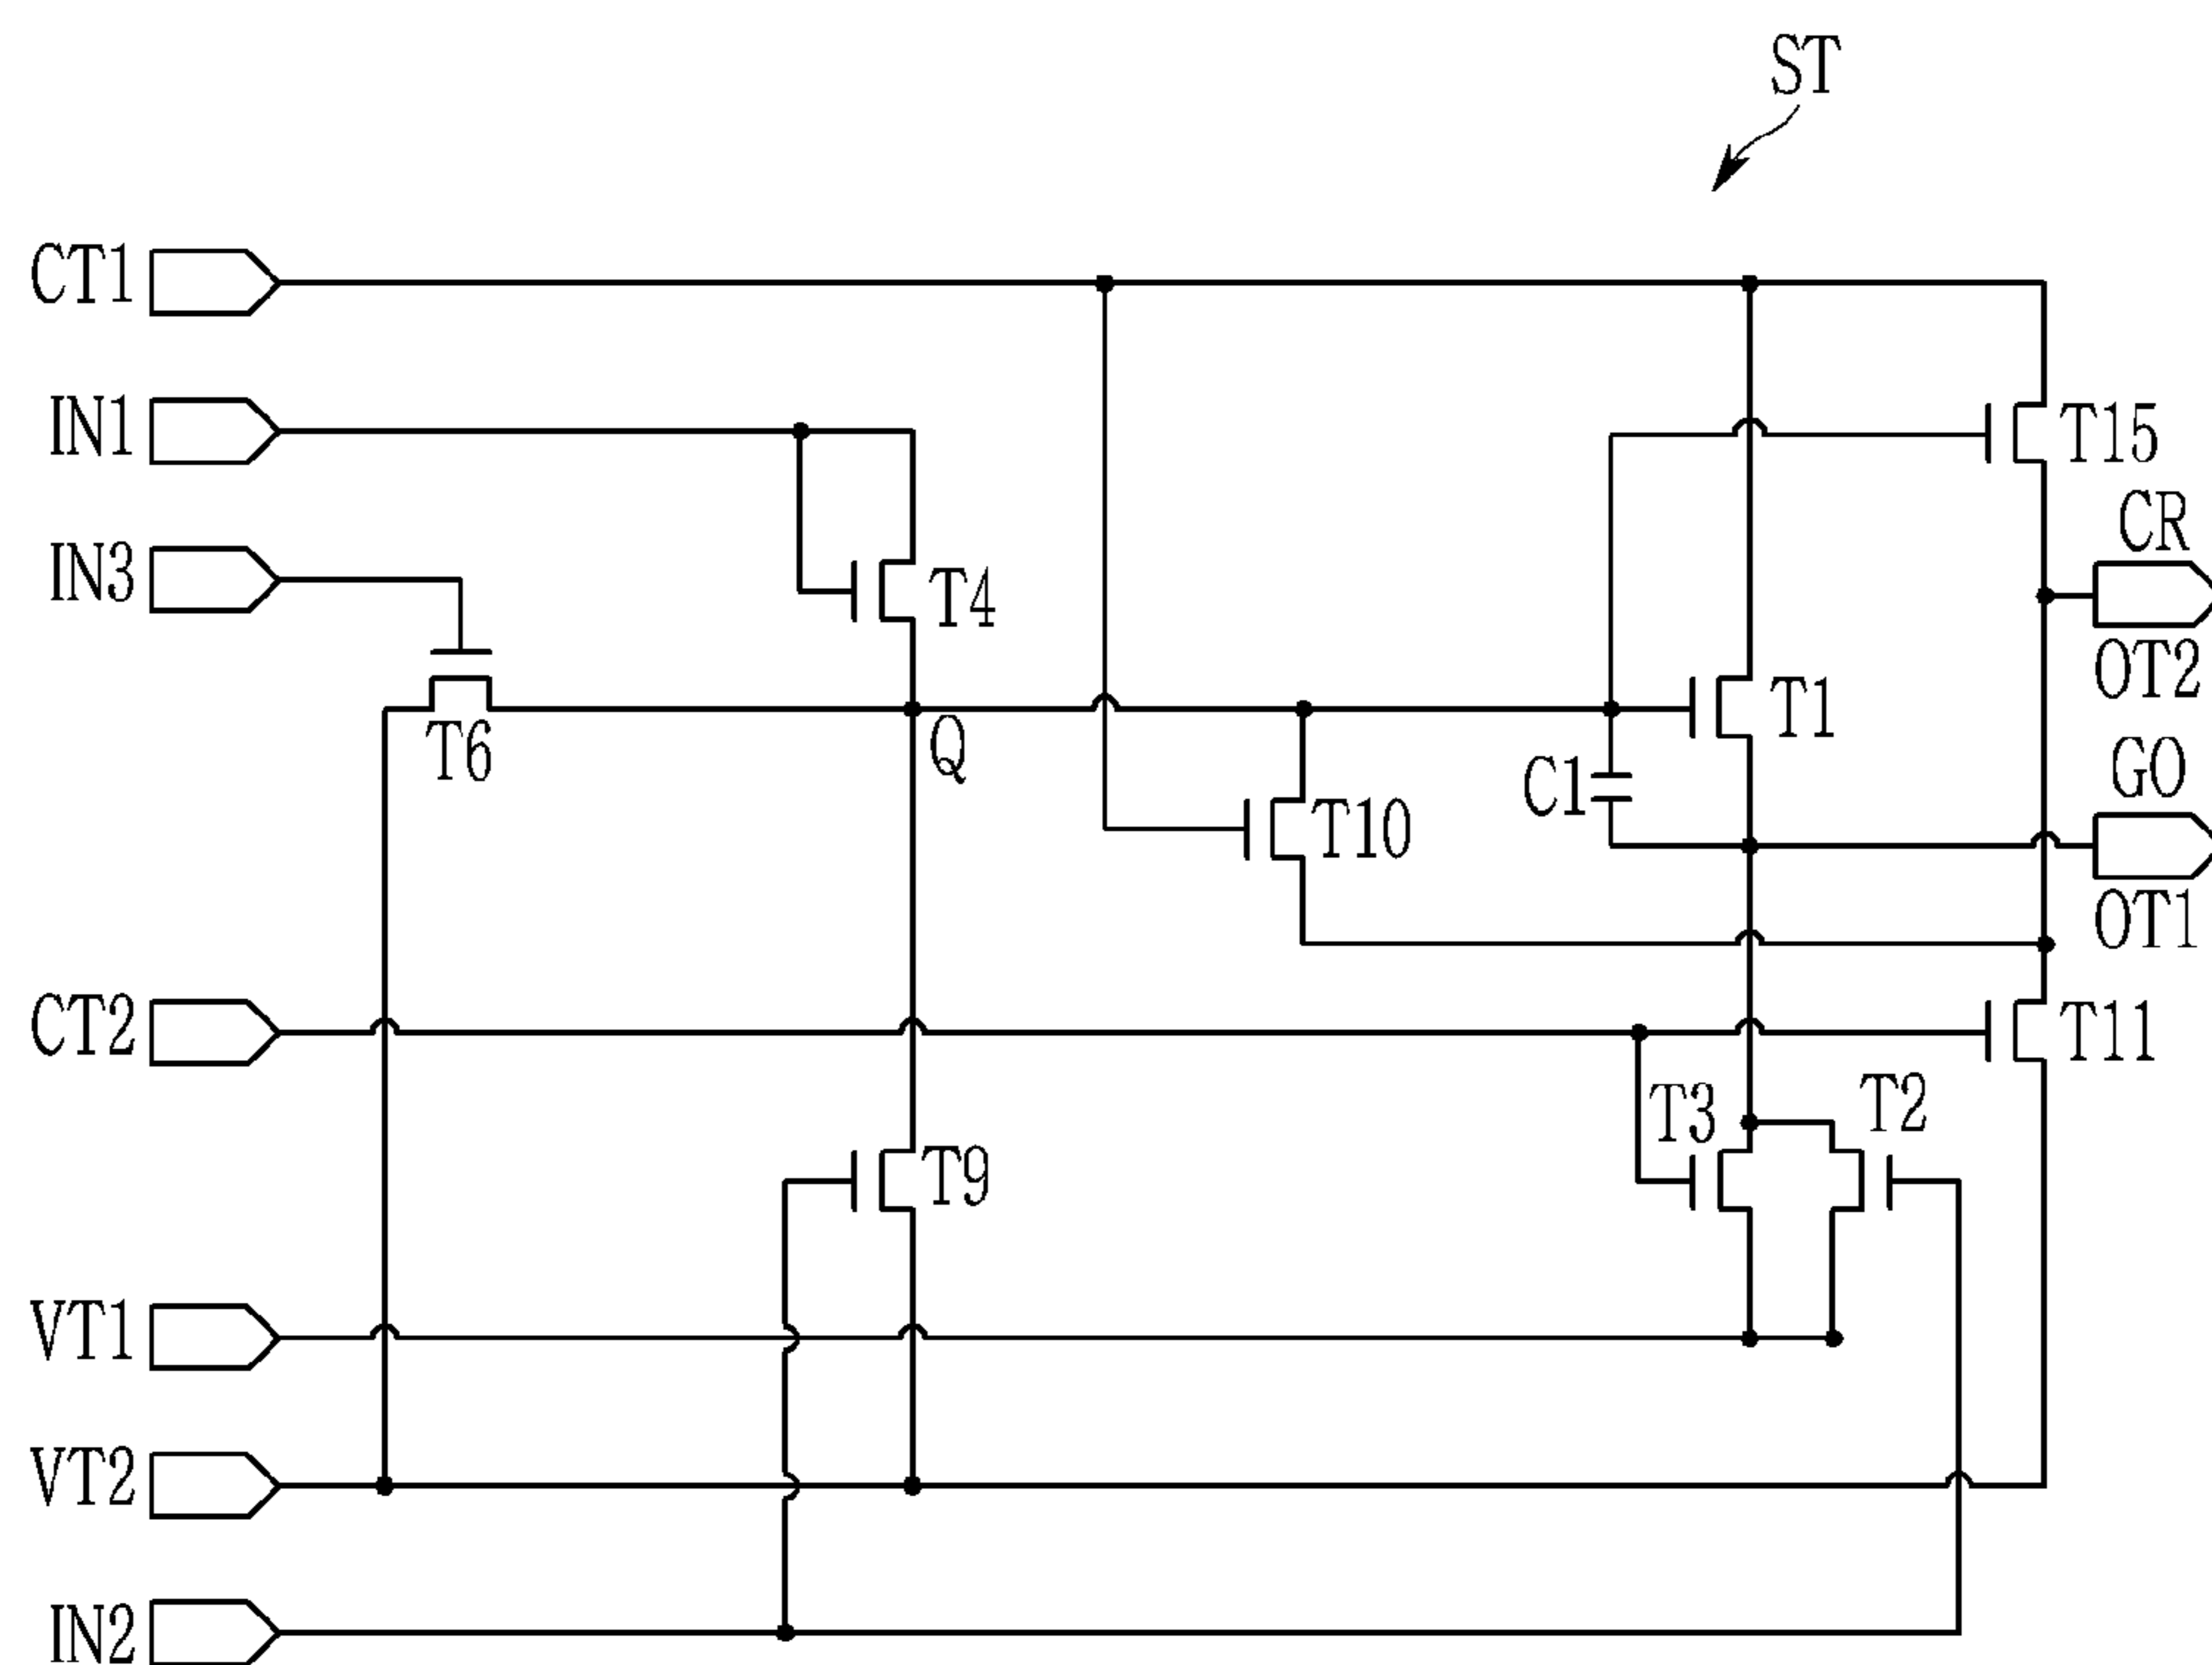 ST
CT1
IN1
T15
CR
IN3
T4
OT2
T6
Q
T1
GO
C1
T10
OT1
CT2
T11
T3
T2
T9
VT1
VT2
IN2